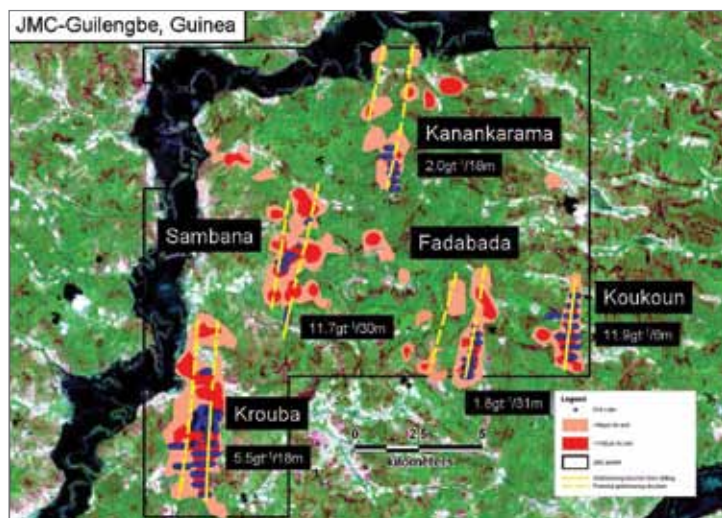 JMC-Guilengbe, Guinea
Kanankarama
2.0gt⁻¹/18m
Sambana
Fadabada
Koukoun
11.7gt⁻¹/30m
11.9gt⁻¹/6m
1.8gt⁻¹/31m
Krouba
5.5gt⁻¹/18m
0 2.5 5
kilometers
Legend